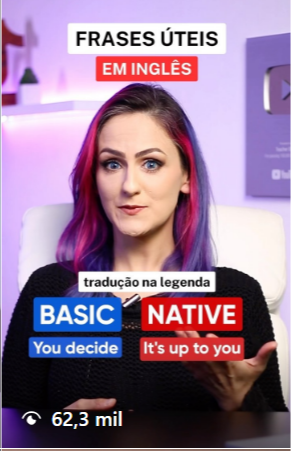 FRASES ÚTEIS
EM INGLÊS
tradução na legenda
BASIC NATIVE
You decide It's up to you
62,3 mil